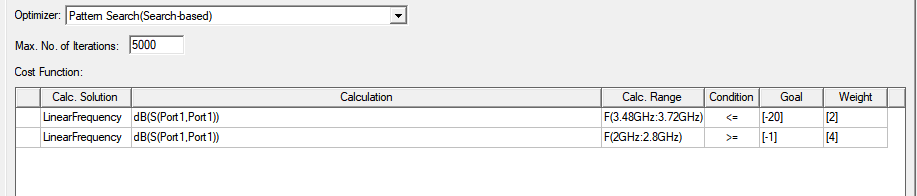 Optimizer: Pattern Search(Search-based)
Max. No. of Iterations: 5000
Cost Function:
Calc. Solution Calculation Calc. Range Condition Goal Weight
LinearFrequency dB(S(Port1,Port1)) F(3.48GHz:3.72GHz) <= [-20] [2]
LinearFrequency dB(S(Port1,Port1)) F(2GHz:2.8GHz) >= [-1] [4]